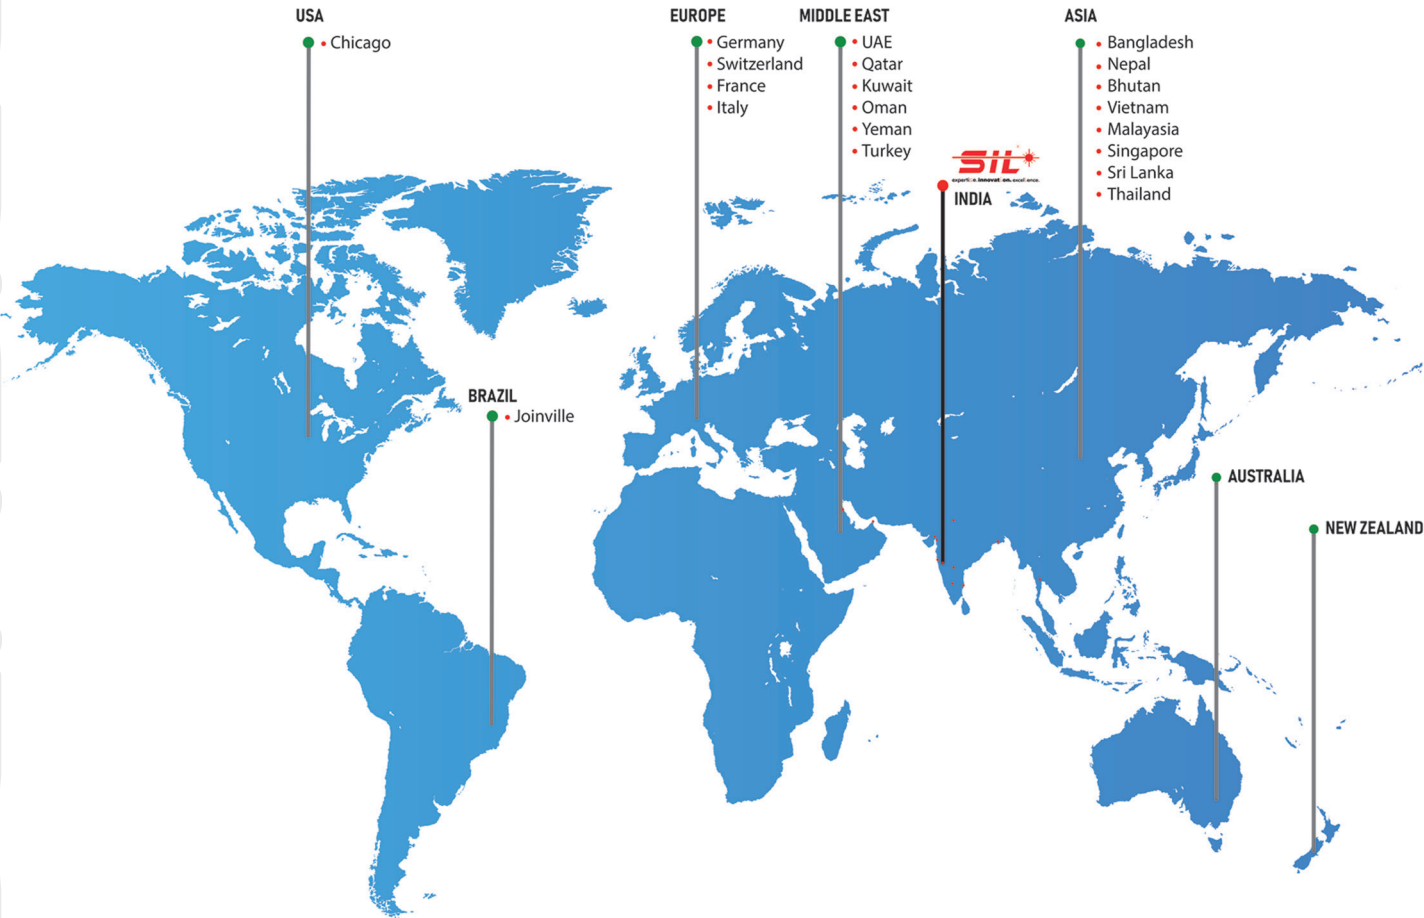 USA
Chicago
EUROPE
Germany
Switzerland
France
Italy
MIDDLE EAST
UAE
Qatar
Kuwait
Oman
Yeman
Turkey
ASIA
Bangladesh
Nepal
Bhutan
Vietnam
Malayasia
Singapore
Sri Lanka
Thailand
SIL
INDIA
BRAZIL
Joinville
AUSTRALIA
NEW ZEALAND